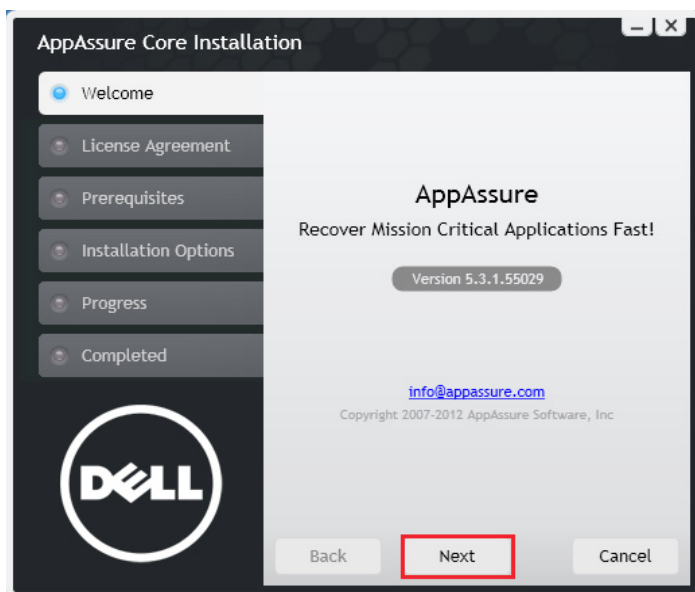 AppAssure Core Installation
Welcome
License Agreement
Prerequisites
Installation Options
Progress
Completed
DELL
AppAssure
Recover Mission Critical Applications Fast!
Version 5.3.1.55029
info@appassure.com
Copyright 2007-2012 AppAssure Software, Inc
Back
Next
Cancel